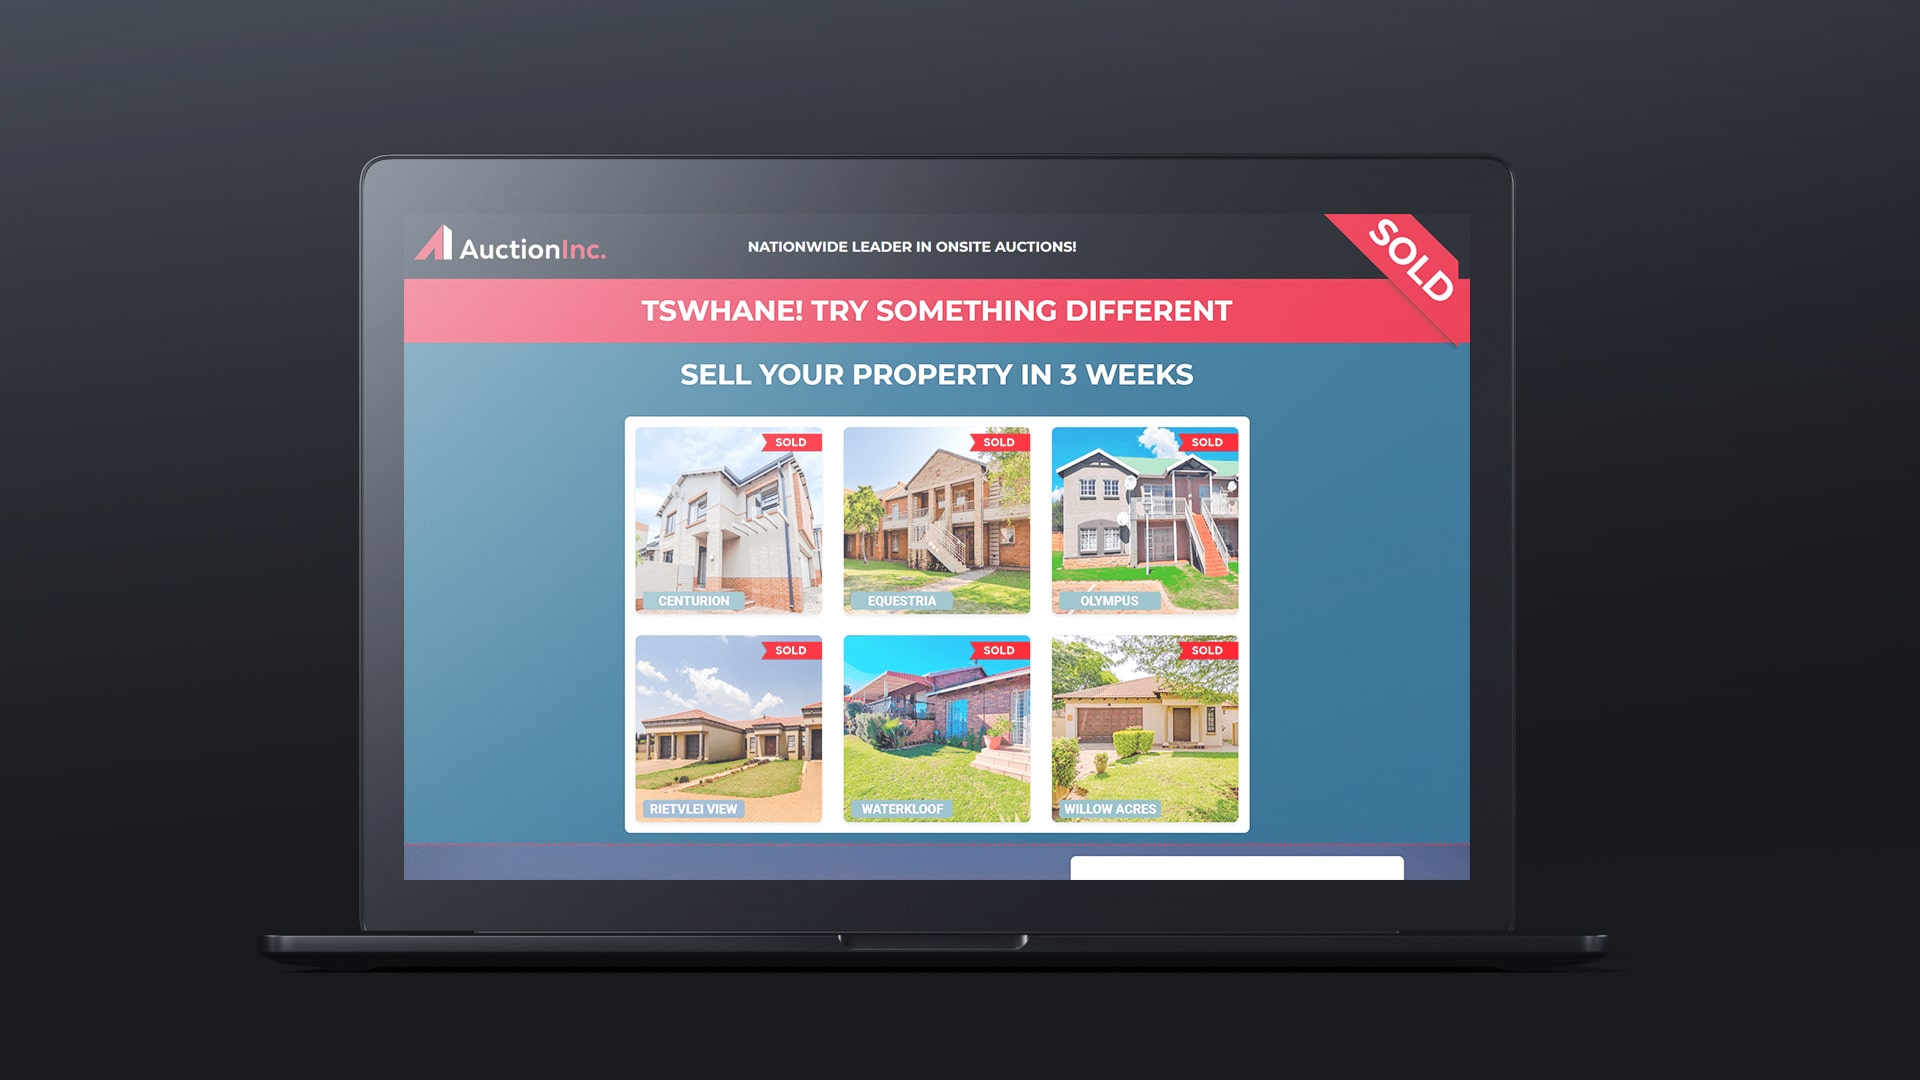 AuctionInc.
NATIONWIDE LEADER IN ONSITE AUCTIONS!
SOLD
TSWHANE! TRY SOMETHING DIFFERENT
SELL YOUR PROPERTY IN 3 WEEKS
SOLD
SOLD
SOLD
CENTURION
EQUESTRIA
OLYMPUS
SOLD
SOLD
SOLD
RIETVLEI VIEW
WATERKLOOF
WILLOW ACRES